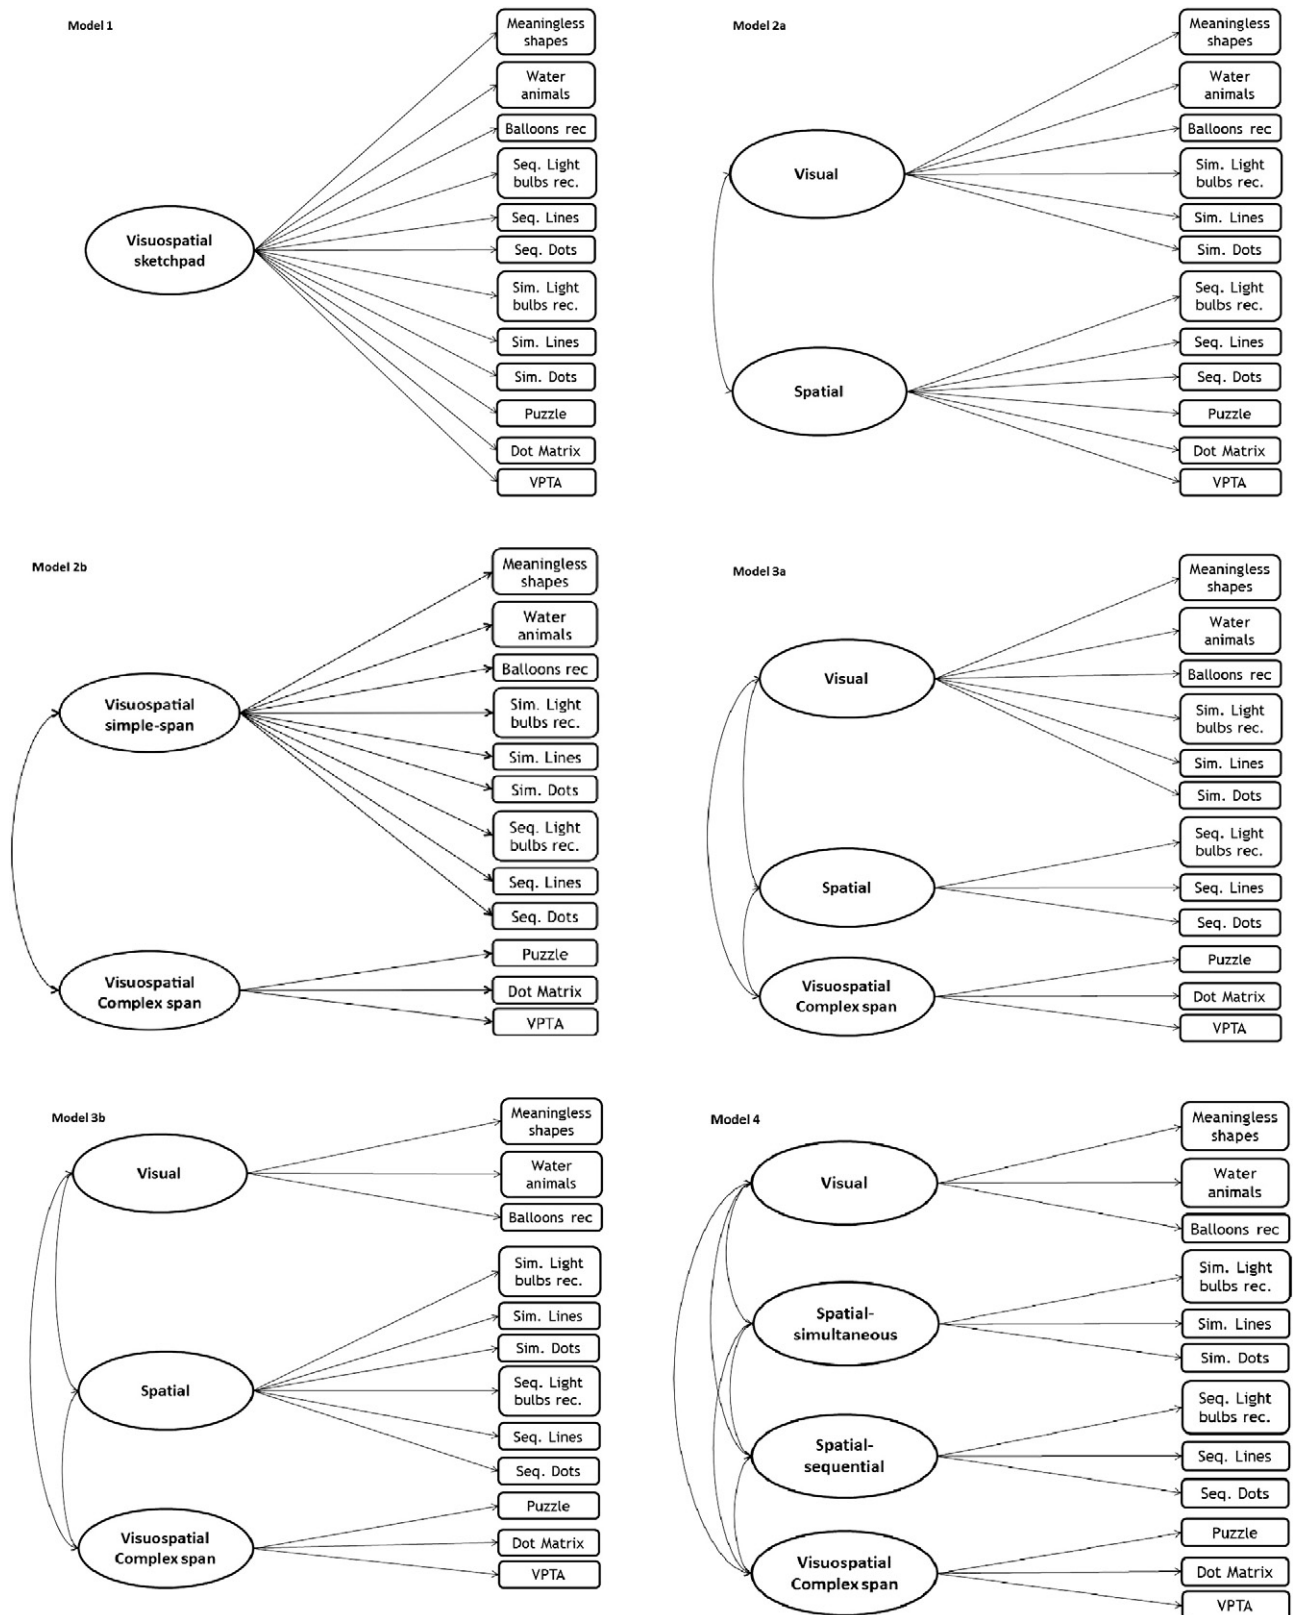 Model 1
Visuospatial
sketchpad
Meaningless
shapes
Water
animals
Balloons rec
Seq. Light
bulbs rec.
Seq. Lines
Seq. Dots
Sim. Light
bulbs rec.
Sim. Lines
Sim. Dots
Puzzle
Dot Matrix
VPTA
Model 2a
Visual
Spatial
Meaningless
shapes
Water
animals
Balloons rec
Sim. Light
bulbs rec.
Sim. Lines
Sim. Dots
Seq. Light
bulbs rec.
Seq. Lines
Seq. Dots
Puzzle
Dot Matrix
VPTA
Model 2b
Visuospatial
simple-span
Visuospatial
Complex span
Meaningless
shapes
Water
animals
Balloons rec
Sim. Light
bulbs rec.
Sim. Lines
Sim. Dots
Seq. Light
bulbs rec.
Seq. Lines
Seq. Dots
Puzzle
Dot Matrix
VPTA
Model 3a
Visual
Spatial
Visuospatial
Complex span
Meaningless
shapes
Water
animals
Balloons rec
Sim. Light
bulbs rec.
Sim. Lines
Sim. Dots
Seq. Light
bulbs rec.
Seq. Lines
Seq. Dots
Puzzle
Dot Matrix
VPTA
Model 3b
Visual
Spatial
Visuospatial
Complex span
Meaningless
shapes
Water
animals
Balloons rec
Sim. Light
bulbs rec.
Sim. Lines
Sim. Dots
Seq. Light
bulbs rec.
Seq. Lines
Seq. Dots
Puzzle
Dot Matrix
VPTA
Model 4
Visual
Spatial-
simultaneous
Spatial-
sequential
Visuospatial
Complex span
Meaningless
shapes
Water
animals
Balloons rec
Sim. Light
bulbs rec.
Sim. Lines
Sim. Dots
Seq. Light
bulbs rec.
Seq. Lines
Seq. Dots
Puzzle
Dot Matrix
VPTA